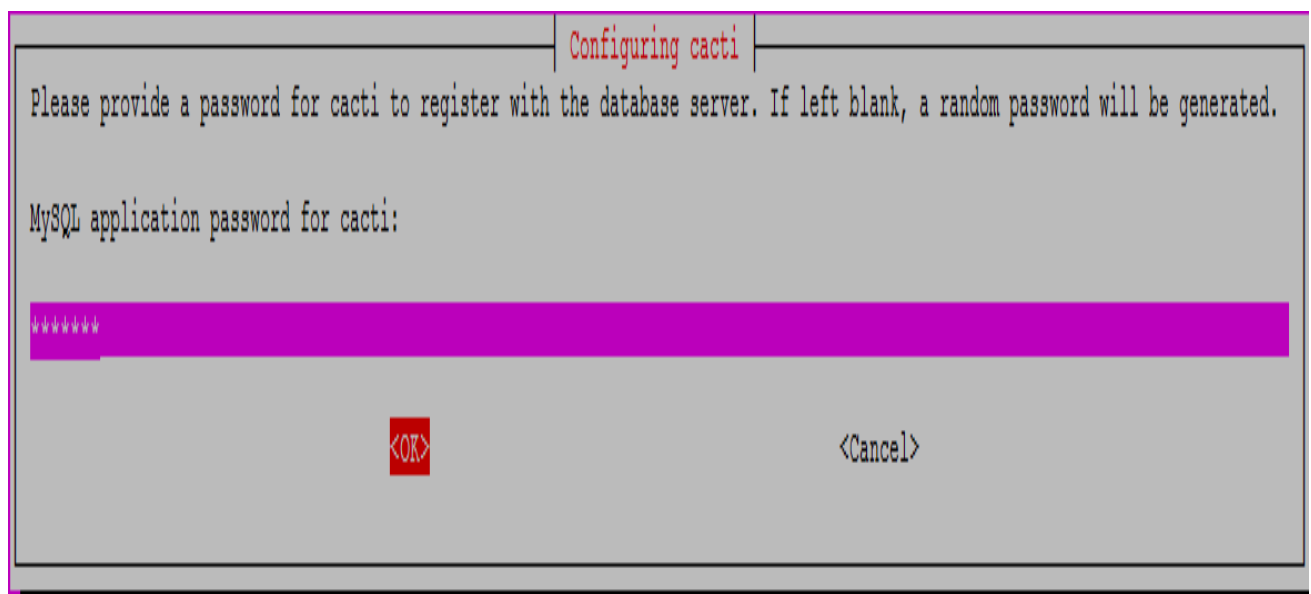 Configuring cacti
Please provide a password for cacti to register with the database server. If left blank, a random password will be generated.
MySQL application password for cacti:
*******
<OK> <Cancel>